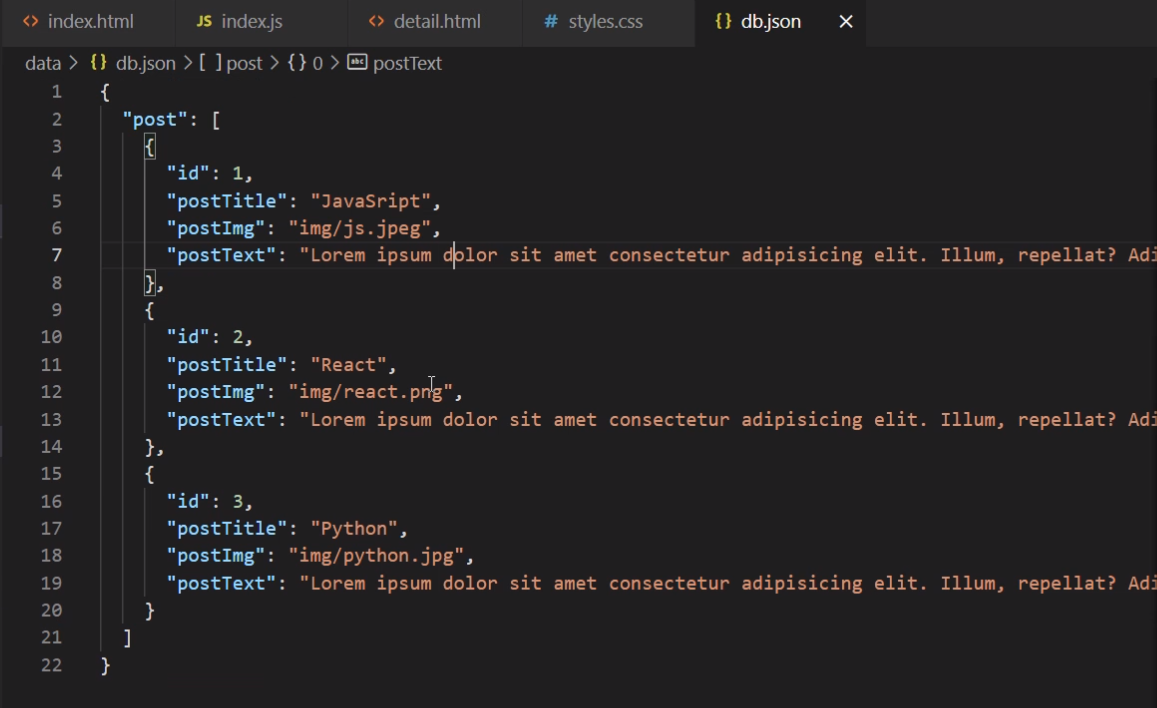 index.html JS index.js detail.html # styles.css {} db.json ×
data > {} db.json > [ ] post > {} 0 > abc postText
1 {
2 "post": [
3 {
4 "id": 1,
5 "postTitle": "JavaSript",
6 "postImg": "img/js.jpeg",
7 "postText": "Lorem ipsum dolor sit amet consectetur adipisicing elit. Illum, repellat? Adi
8 },
9 {
10 "id": 2,
11 "postTitle": "React",
12 "postImg": "img/react.png",
13 "postText": "Lorem ipsum dolor sit amet consectetur adipisicing elit. Illum, repellat? Adi
14 },
15 {
16 "id": 3,
17 "postTitle": "Python",
18 "postImg": "img/python.jpg",
19 "postText": "Lorem ipsum dolor sit amet consectetur adipisicing elit. Illum, repellat? Adi
20 }
21 ]
22 }